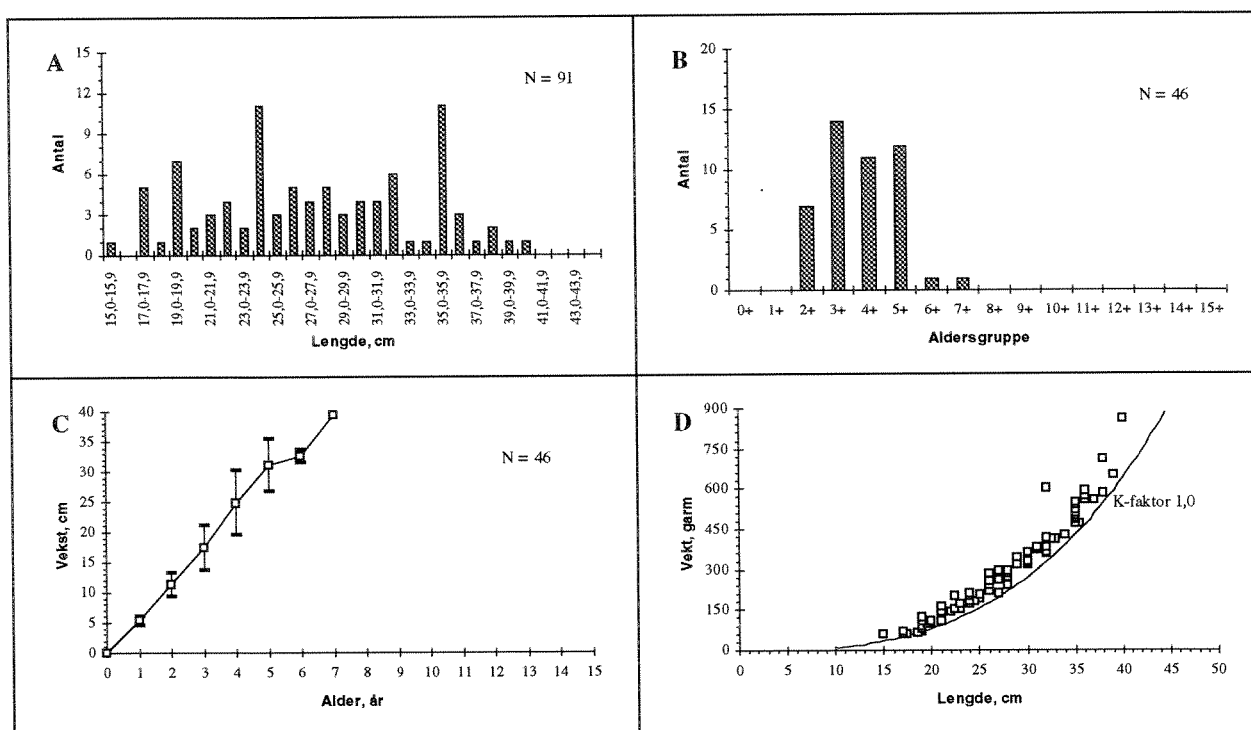 A
N = 91
Antal
15
12
9
6
3
0
15,0-15,9
17,0-17,9
19,0-19,9
21,0-21,9
23,0-23,9
25,0-25,9
27,0-27,9
29,0-29,9
31,0-31,9
33,0-33,9
35,0-35,9
37,0-37,9
39,0-39,9
41,0-41,9
43,0-43,9
Lengde, cm
B
N = 46
Antal
20
15
10
5
0
0+ 1+ 2+ 3+ 4+ 5+ 6+ 7+ 8+ 9+ 10+ 11+ 12+ 13+ 14+ 15+
Aldersgruppe
C
N = 46
Vekst, cm
40
35
30
25
20
15
10
5
0
0 1 2 3 4 5 6 7 8 9 10 11 12 13 14 15
Alder, år
D
K-faktor 1,0
Vekt, garm
900
750
600
450
300
150
0
0 5 10 15 20 25 30 35 40 45 50
Lengde, cm